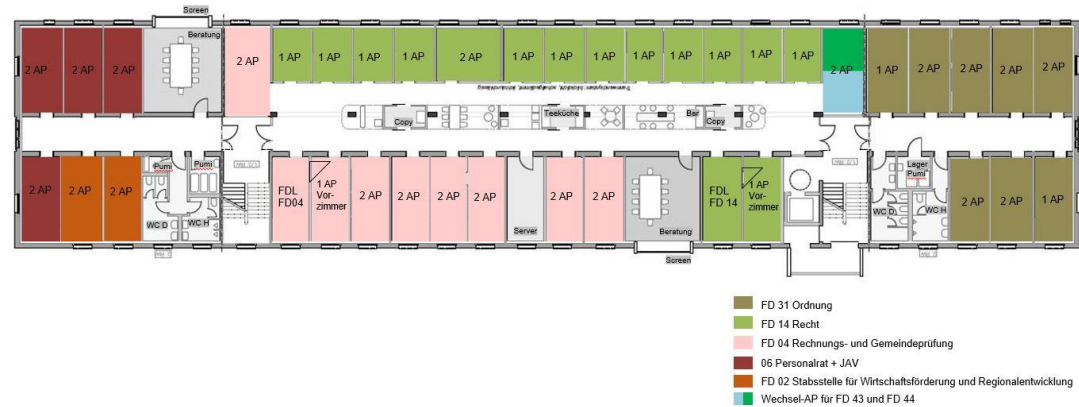 Screen
Beratung
2 AP
2 AP
2 AP
2 AP
1 AP
1 AP
1 AP
1 AP
2 AP
1 AP
1 AP
1 AP
1 AP
1 AP
1 AP
1 AP
1 AP
2 AP
1 AP
2 AP
2 AP
2 AP
2 AP
Copy
Teeküche
Bar
Copy
2 AP
2 AP
2 AP
Pumi
Pumi
WC D
WC H
FDL
FD04
1 AP
Vor-
zimmer
2 AP
2 AP
2 AP
2 AP
Server
2 AP
2 AP
Beratung
Screen
FDL
FD 14
1 AP
Vor-
zimmer
Lager
Pumi
WC D
WC H
2 AP
2 AP
1 AP
FD 31 Ordnung
FD 14 Recht
FD 04 Rechnungs- und Gemeindeprüfung
06 Personalrat + JAV
FD 02 Stabsstelle für Wirtschaftsförderung und Regionalentwicklung
Wechsel-AP für FD 43 und FD 44